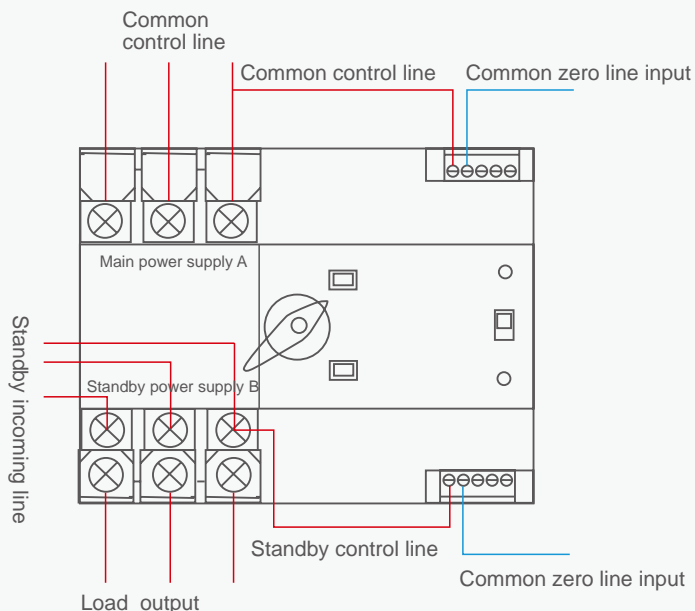 Common
control line
Common control line
Common zero line input
Main power supply A
Standby incoming line
Standby power supply B
Standby control line
Common zero line input
Load output